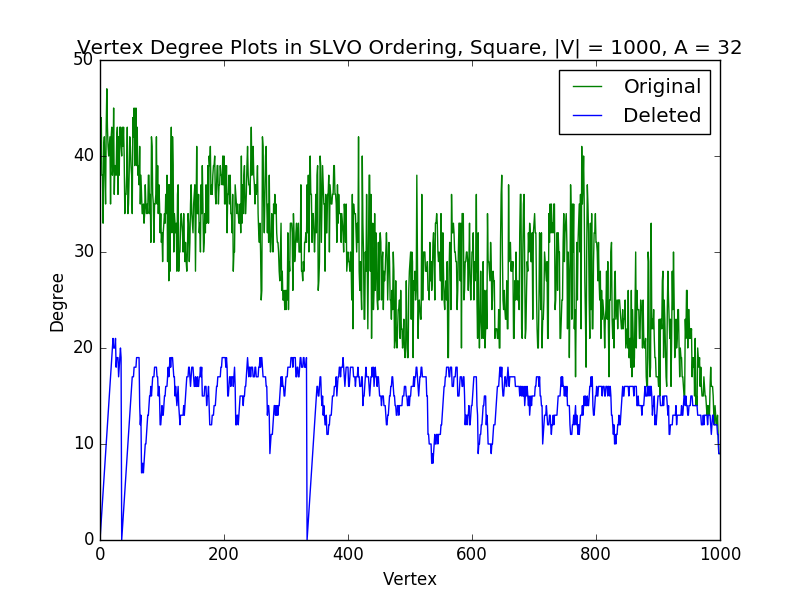 Vertex Degree Plots in SLVO Ordering, Square, |V| = 1000, A = 32
50
Original
Deleted
40
30
Degree
20
10
0
0 200 400 600 800 1000
Vertex